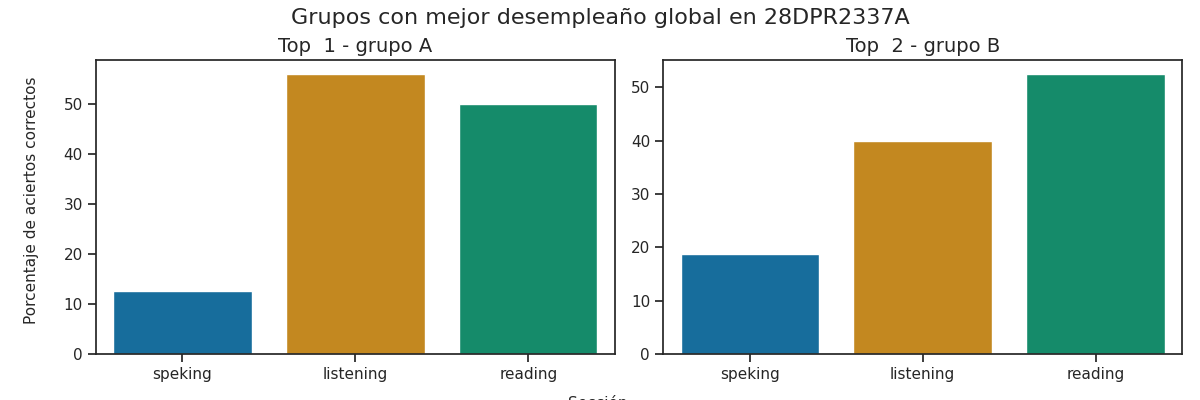 Grupos con mejor desempleaño global en 28DPR2337A
Top  1 - grupo A
Top  2 - grupo B
Porcentaje de aciertos correctos
50
40
30
20
10
0
speking
listening
reading
50
40
30
20
10
0
speking
listening
reading
Sección